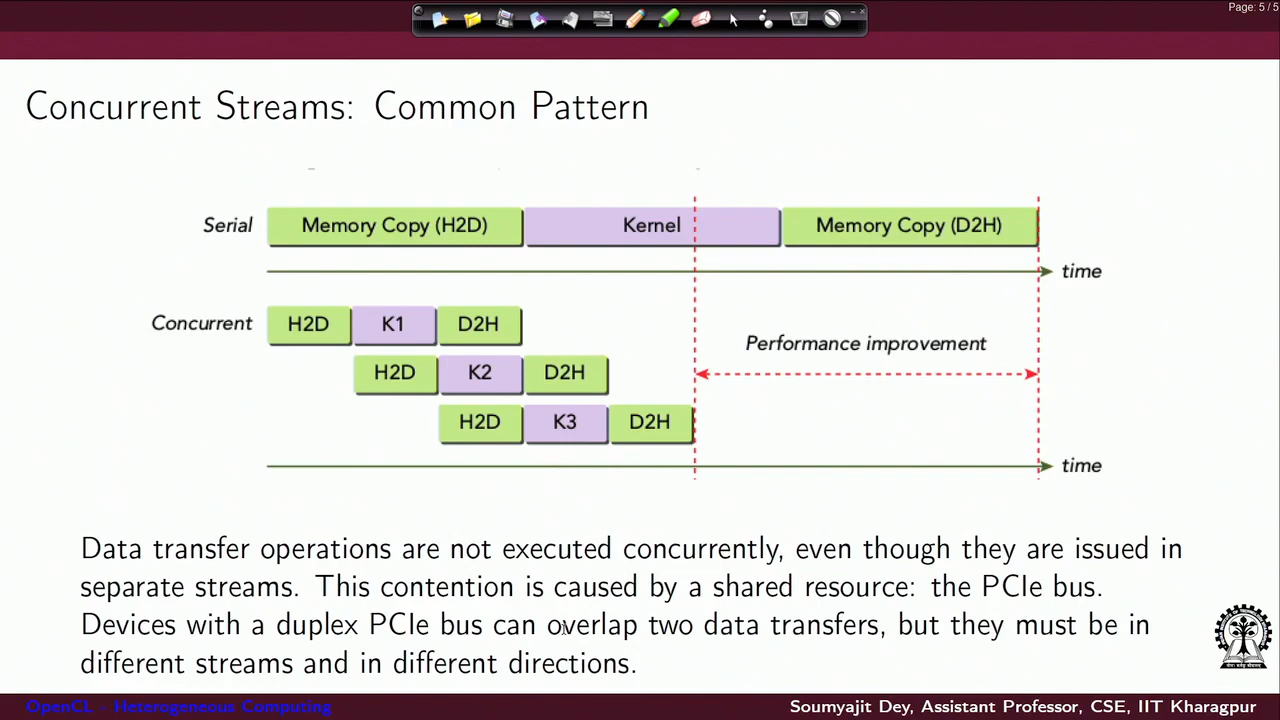 Page: 5 / 5
Concurrent Streams: Common Pattern
Serial Memory Copy (H2D) Kernel Memory Copy (D2H)
time
Concurrent H2D K1 D2H
Performance improvement
H2D K2 D2H
H2D K3 D2H
time
Data transfer operations are not executed concurrently, even though they are issued in
separate streams. This contention is caused by a shared resource: the PCIe bus.
Devices with a duplex PCIe bus can overlap two data transfers, but they must be in
different streams and in different directions.
OpenCL - Heterogeneous Computing Soumyajit Dey, Assistant Professor, CSE, IIT Kharagpur